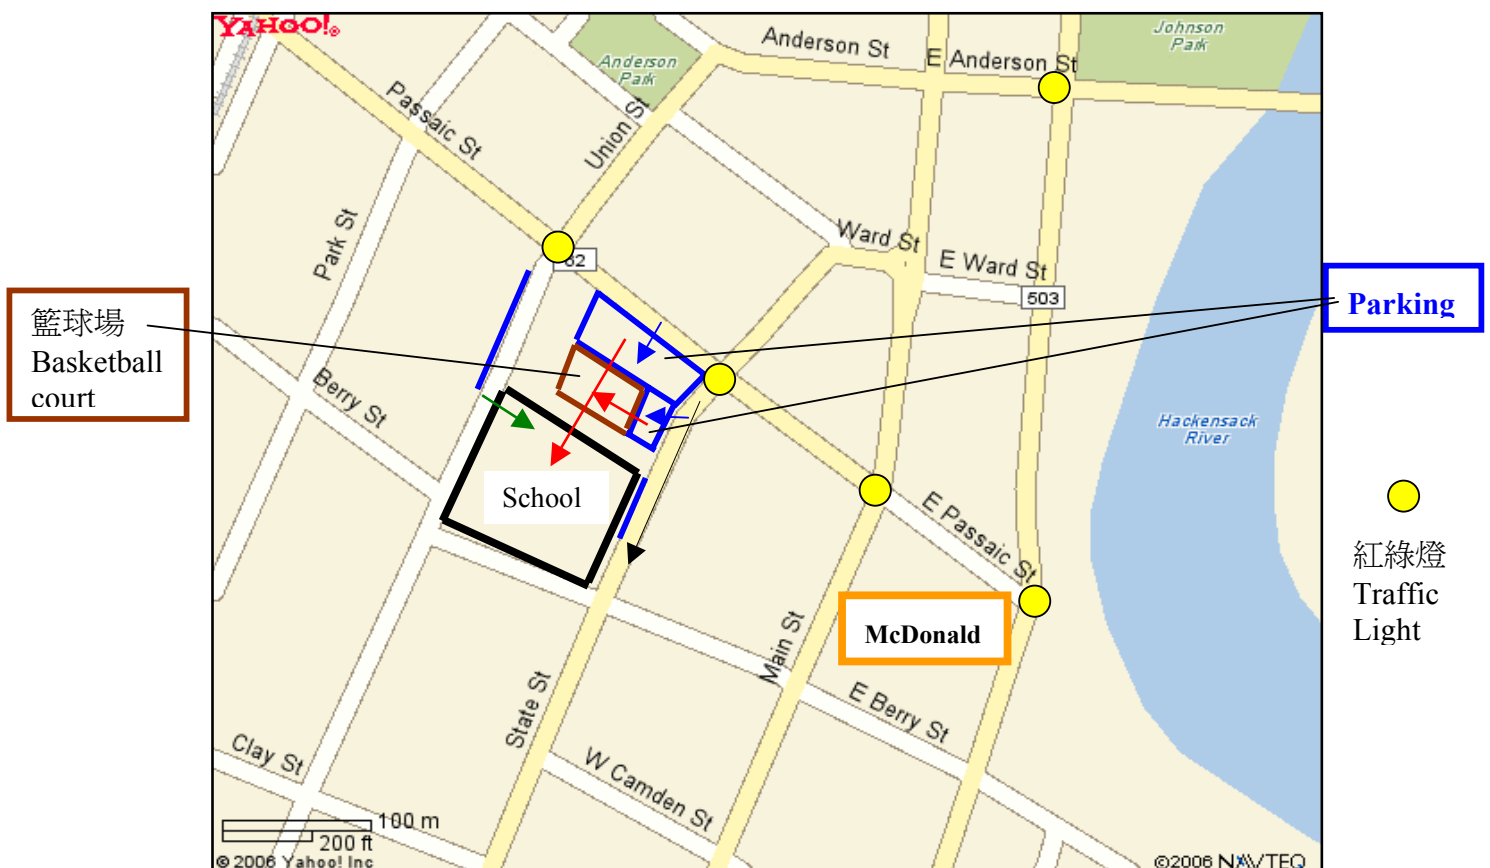 YAHOO!®
Johnson
Park
Anderson St
E Anderson St
Anderson
Park
Passaic St
Union St
Park St
Ward St
E Ward St
62
503
籃球場
Basketball
court
Parking
Berry St
Hackensack
River
School
E Passaic St
紅綠燈
Traffic
Light
McDonald
Main St
State St
E Berry St
Clay St
W Camden St
100 m
200 ft
©2006 Yahoo! Inc
©2006 NAVTEQ